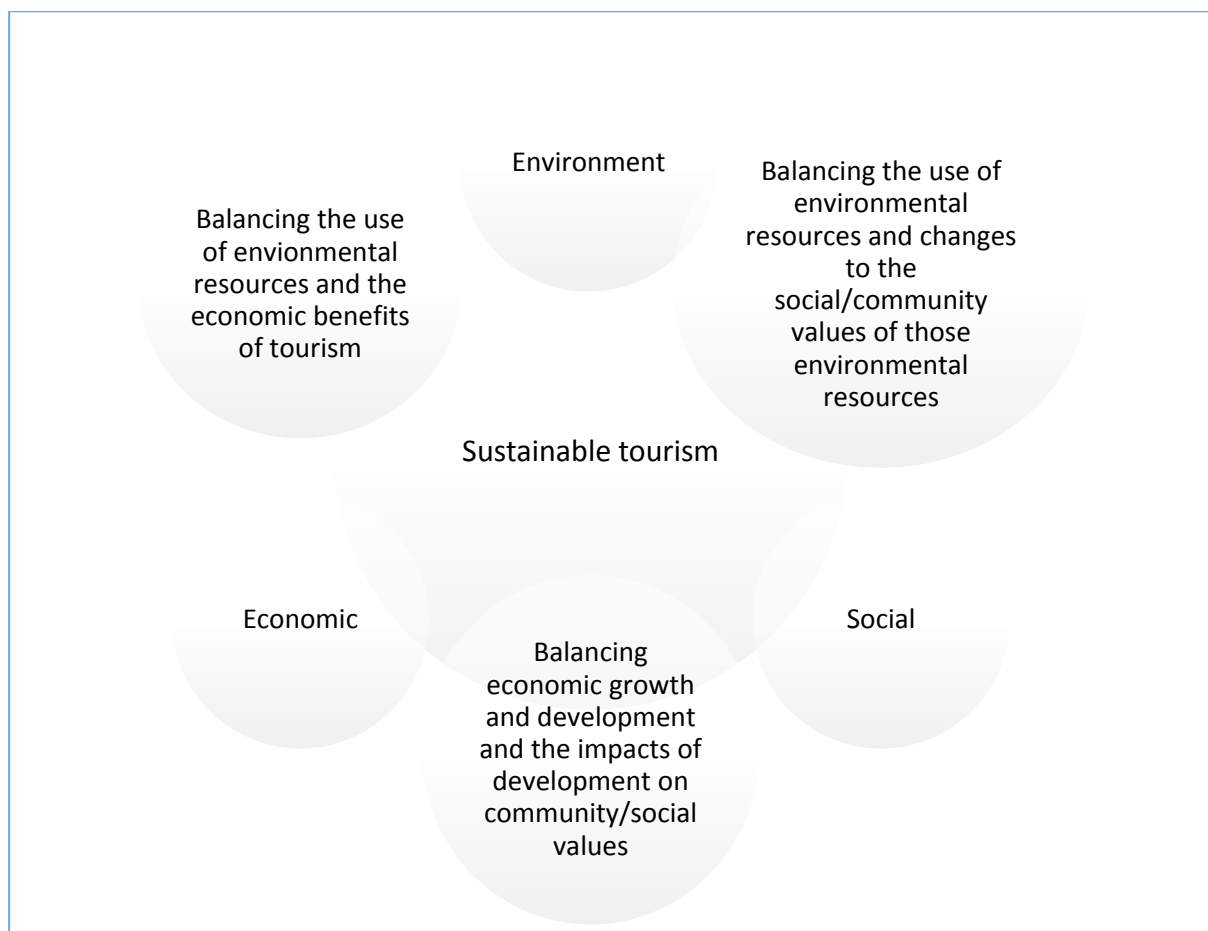 Environment
Balancing the use
of envionmental
resources and the
economic benefits
of tourism
Balancing the use of
environmental
resources and changes
to the
social/community
values of those
environmental
resources
Sustainable tourism
Economic
Social
Balancing
economic growth
and development
and the impacts of
development on
community/social
values